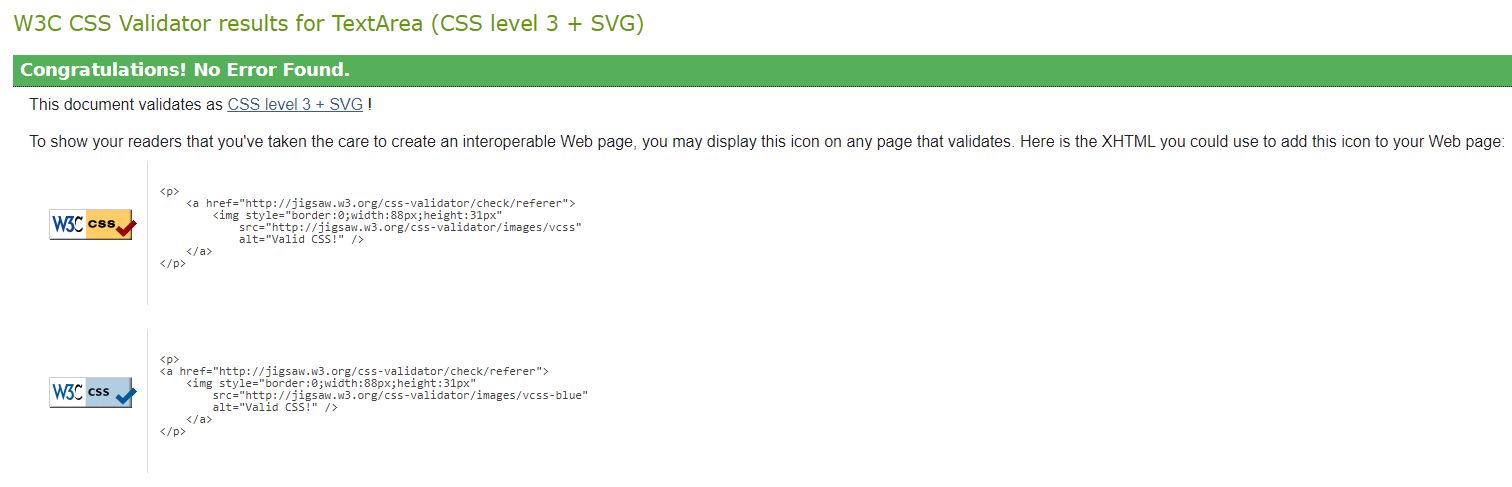 W3C CSS Validator results for TextArea (CSS level 3 + SVG)
Congratulations! No Error Found.
This document validates as CSS level 3 + SVG !
To show your readers that you've taken the care to create an interoperable Web page, you may display this icon on any page that validates. Here is the XHTML you could use to add this icon to your Web page:
W3C css
<p>
<a href="http://jigsaw.w3.org/css-validator/check/referer">
<img style="border:0;width:88px;height:31px"
src="http://jigsaw.w3.org/css-validator/images/vcss"
alt="Valid CSS!" />
</a>
</p>
W3C css
<p>
<a href="http://jigsaw.w3.org/css-validator/check/referer">
<img style="border:0;width:88px;height:31px"
src="http://jigsaw.w3.org/css-validator/images/vcss-blue"
alt="Valid CSS!" />
</a>
</p>